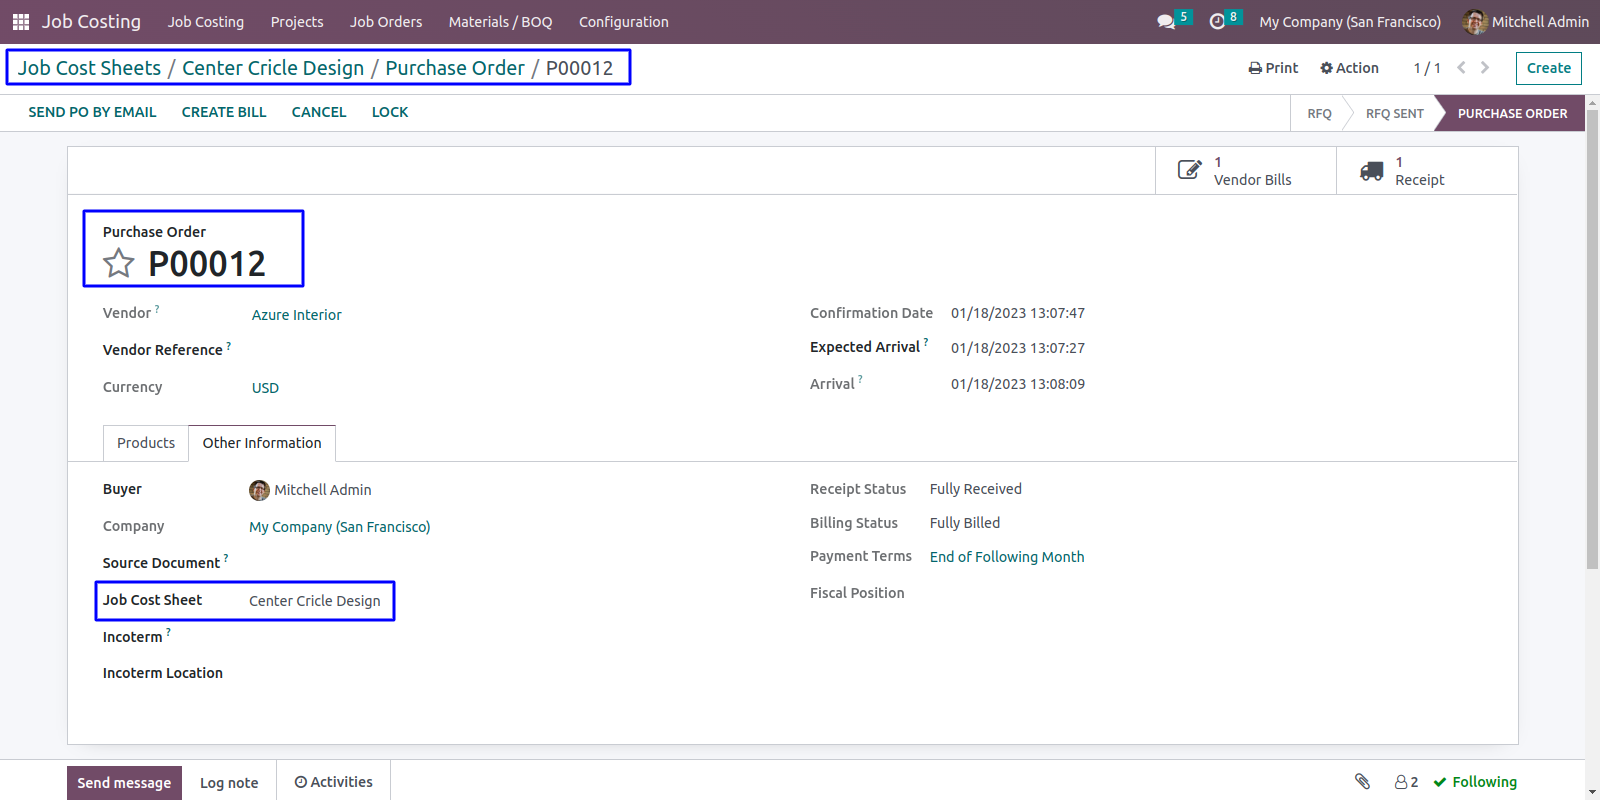 Job Costing Job Costing Projects Job Orders Materials / BOQ Configuration 5 8 My Company (San Francisco) Mitchell Admin
Job Cost Sheets / Center Cricle Design / Purchase Order / P00012 Print Action 1 / 1 Create
SEND PO BY EMAIL CREATE BILL CANCEL LOCK RFQ RFQ SENT PURCHASE ORDER
1
Vendor Bills
1
Receipt
Purchase Order
P00012
Vendor ? Azure Interior
Vendor Reference ?
Currency USD
Confirmation Date 01/18/2023 13:07:47
Expected Arrival ? 01/18/2023 13:07:27
Arrival ? 01/18/2023 13:08:09
Products Other Information
Buyer Mitchell Admin
Company My Company (San Francisco)
Source Document ?
Job Cost Sheet Center Cricle Design
Incoterm ?
Incoterm Location
Receipt Status Fully Received
Billing Status Fully Billed
Payment Terms End of Following Month
Fiscal Position
Send message Log note Activities 2 Following